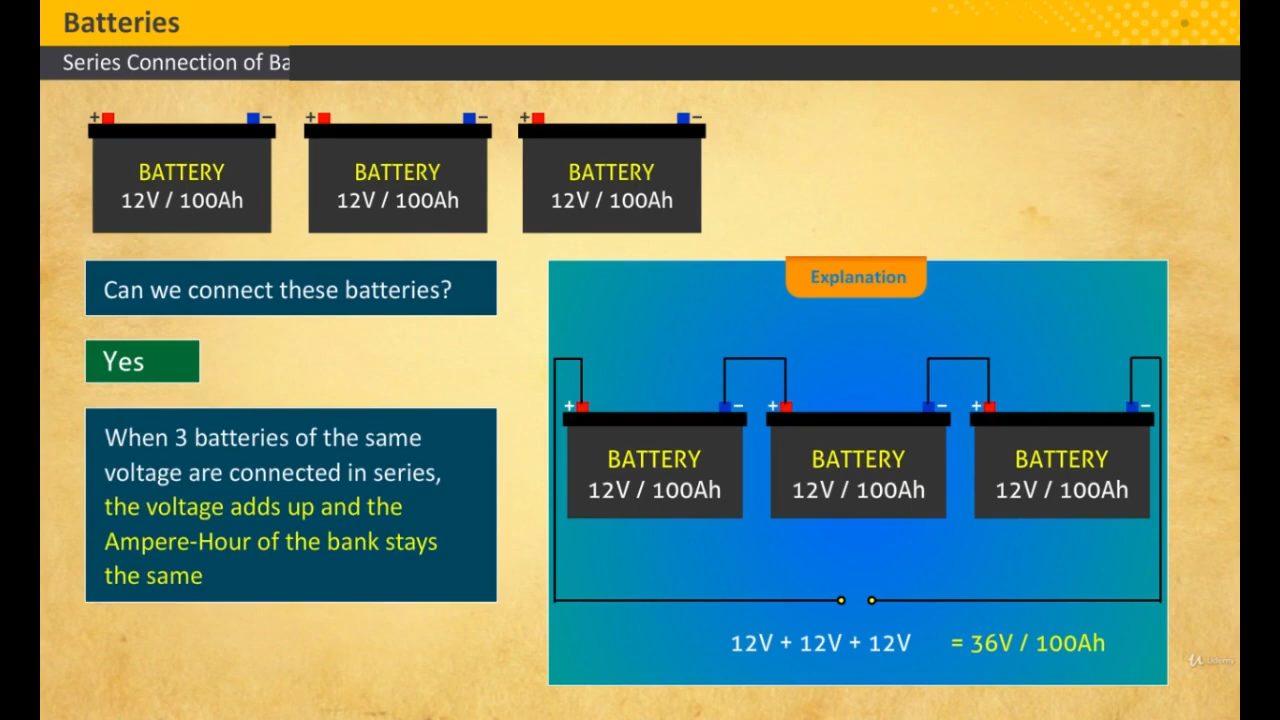 Batteries
Series Connection of Ba
+ − + − + −
BATTERY BATTERY BATTERY
12V / 100Ah 12V / 100Ah 12V / 100Ah
Can we connect these batteries?
Explanation
Yes
When 3 batteries of the same
voltage are connected in series,
the voltage adds up and the
Ampere-Hour of the bank stays
the same
+ − + − + −
BATTERY BATTERY BATTERY
12V / 100Ah 12V / 100Ah 12V / 100Ah
12V + 12V + 12V = 36V / 100Ah
Udemy